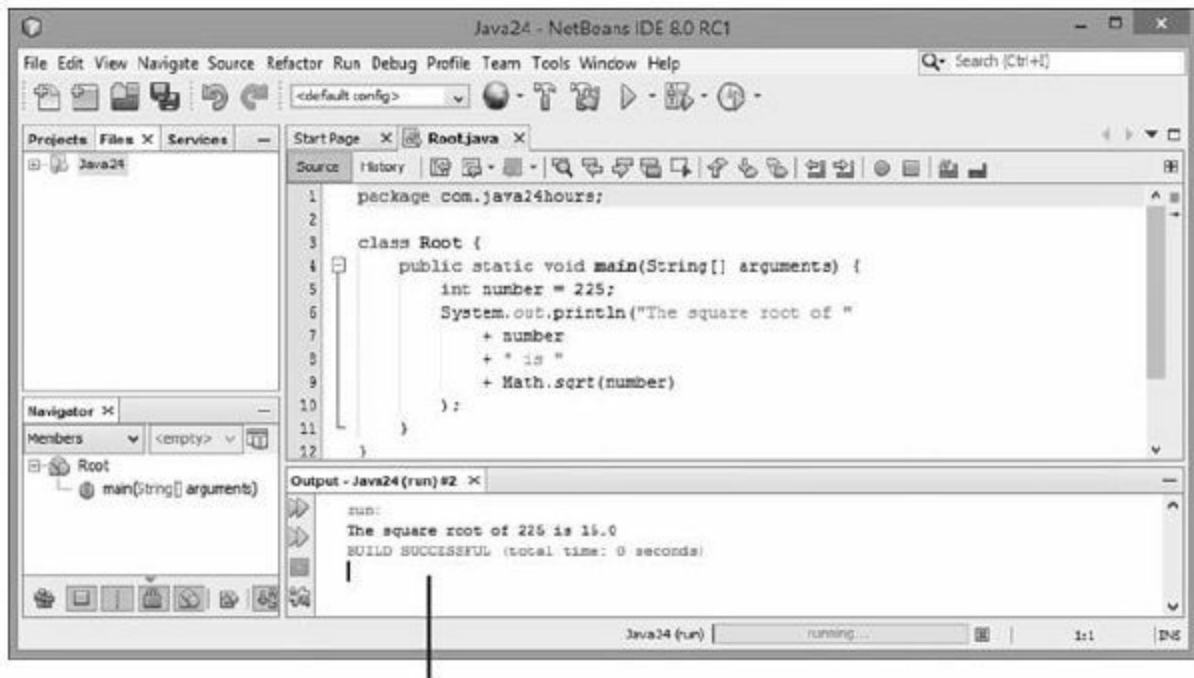 Java24 - NetBeans IDE 8.0 RC1
File Edit View Navigate Source Refactor Run Debug Profile Team Tools Window Help
Search (Ctrl+I)
<default config>
Projects Files Services
Start Page Root.java
Java24
Source History
1 package com.java24hours;
2
3 class Root {
4 public static void main(String[] arguments) {
5 int number = 225;
6 System.out.println("The square root of "
7 + number
8 + " is "
9 + Math.sqrt(number)
10 );
11 }
12 }
Navigator
Members <empty>
Root
main(String[] arguments)
Output - Java24 (run) #2
run:
The square root of 225 is 15.0
BUILD SUCCESSFUL (total time: 0 seconds)
Java24 (run) running... 1:1 INS